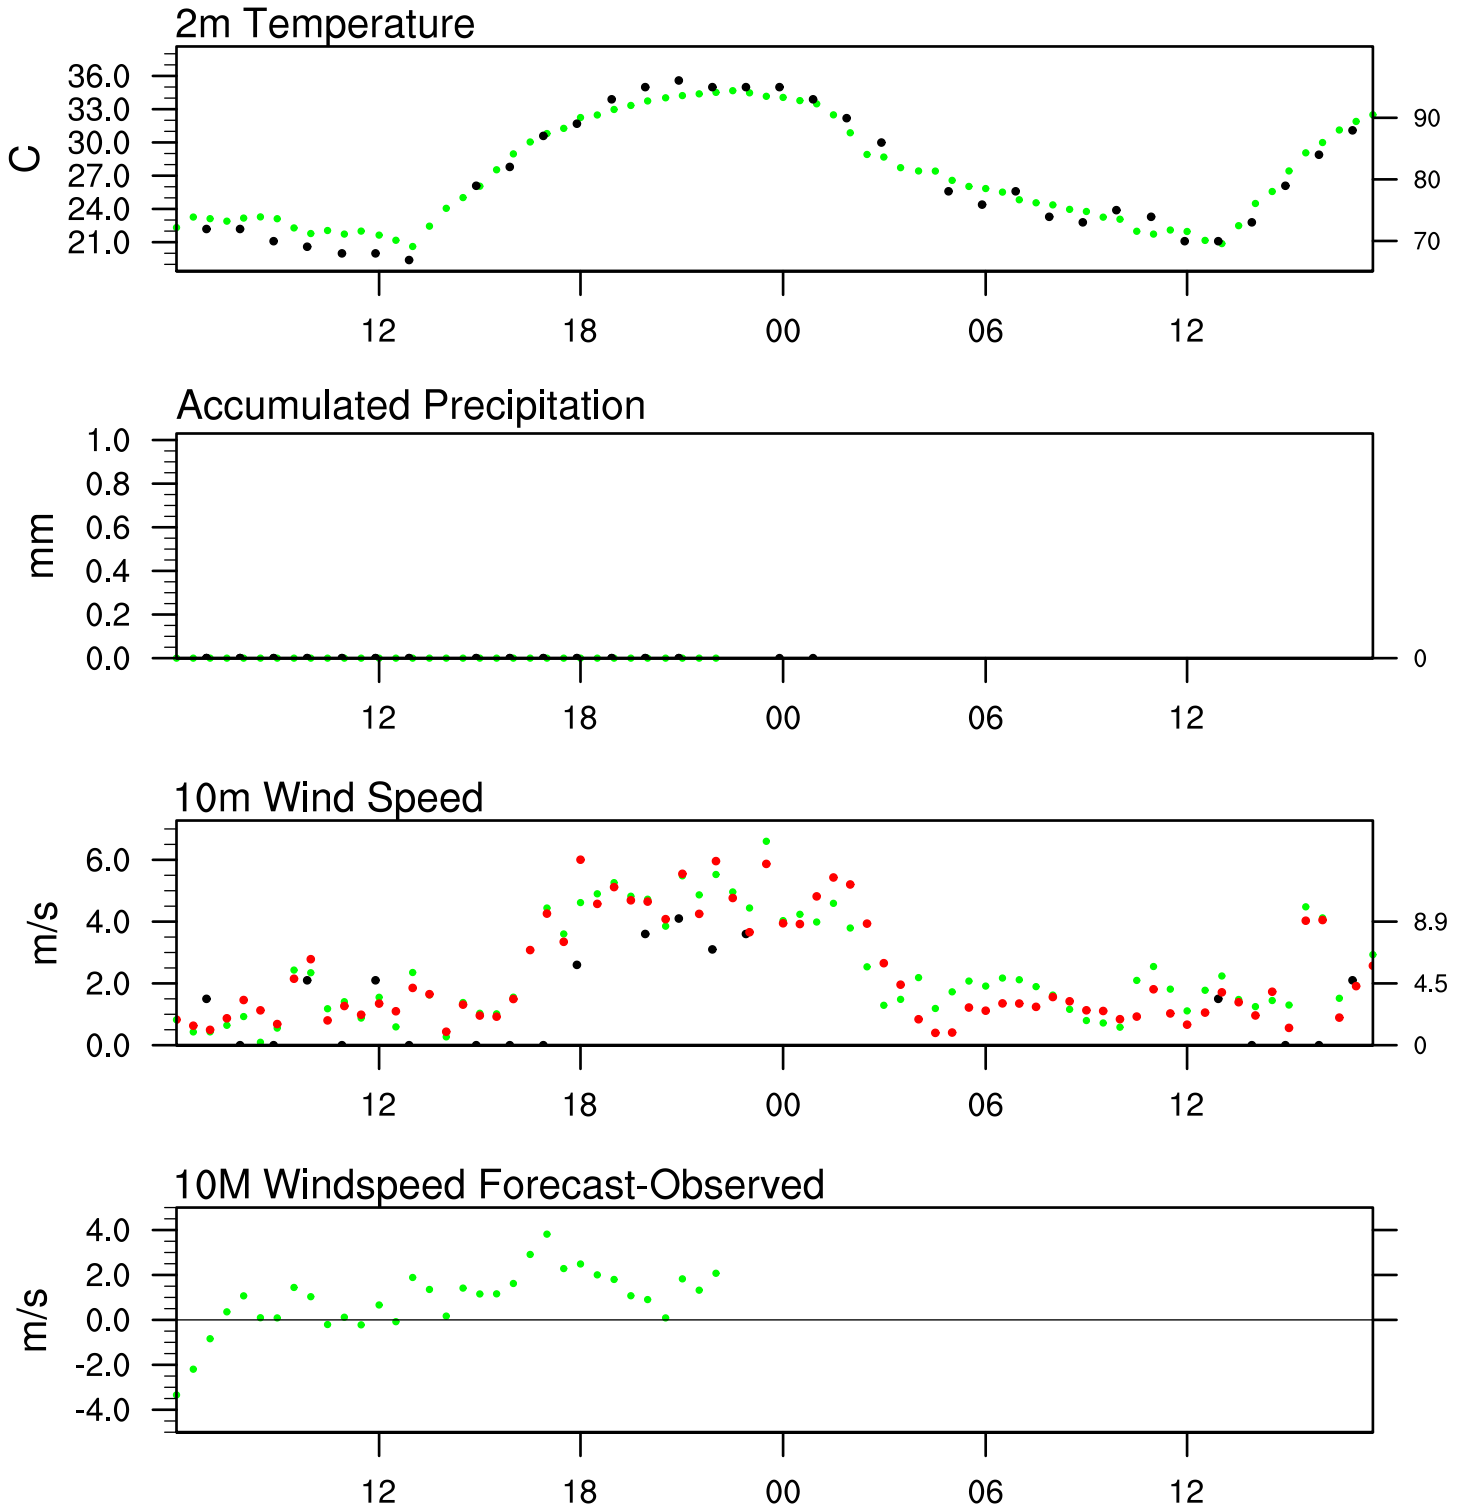 2m Temperature
36.0
33.0
30.0
27.0
24.0
21.0
C
90
80
70
12 18 00 06 12
Accumulated Precipitation
1.0
0.8
0.6
0.4
0.2
0.0
mm
0
12 18 00 06 12
10m Wind Speed
6.0
4.0
2.0
0.0
m/s
8.9
4.5
0
12 18 00 06 12
10M Windspeed Forecast-Observed
4.0
2.0
0.0
-2.0
-4.0
m/s
12 18 00 06 12